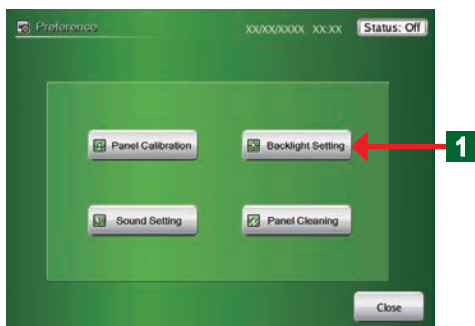 Preference XX/XX/XXXX XX:XX Status: Off
Panel Calibration Backlight Setting 1
Sound Setting Panel Cleaning
Close